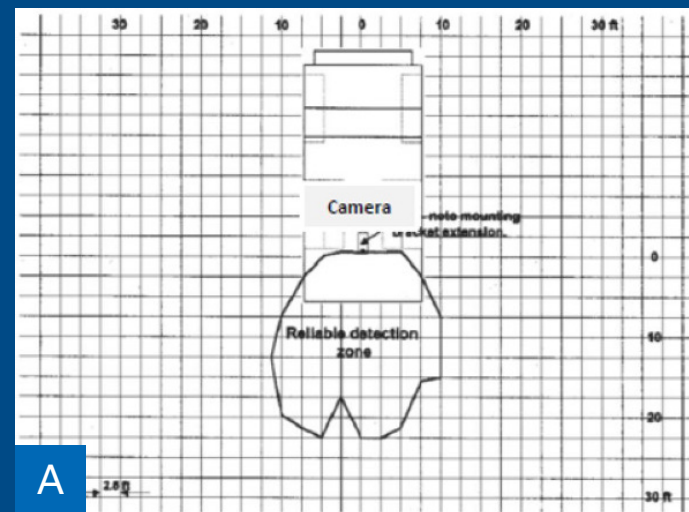 30 20 10 0 10 20 30 ft
Camera
note mounting
bracket extension.
0
Reliable detection
zone
10
20
A
2.5 ft
30 ft